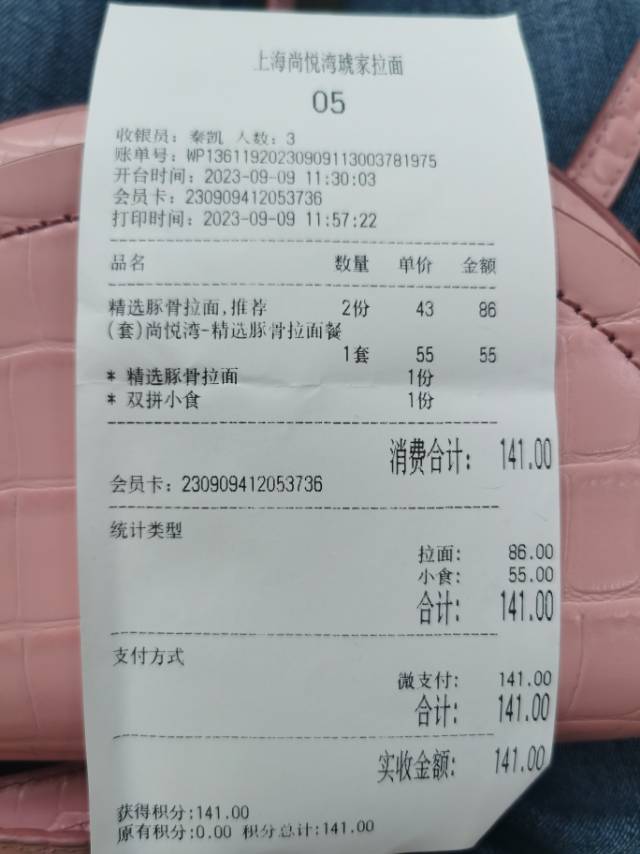 上海尚悦湾琥家拉面
05
收银员: 秦凯 人数: 3
账单号: WP13611920230909113003781975
开台时间: 2023-09-09 11:30:03
会员卡: 230909412053736
打印时间: 2023-09-09 11:57:22
品名 数量 单价 金额
精选豚骨拉面,推荐 2份 43 86
(套)尚悦湾-精选豚骨拉面餐
1套 55 55
* 精选豚骨拉面 1份
* 双拼小食 1份
消费合计: 141.00
会员卡: 230909412053736
统计类型
拉面: 86.00
小食: 55.00
合计: 141.00
支付方式
微支付: 141.00
合计: 141.00
实收金额: 141.00
获得积分:141.00
原有积分:0.00 积分总计:141.00